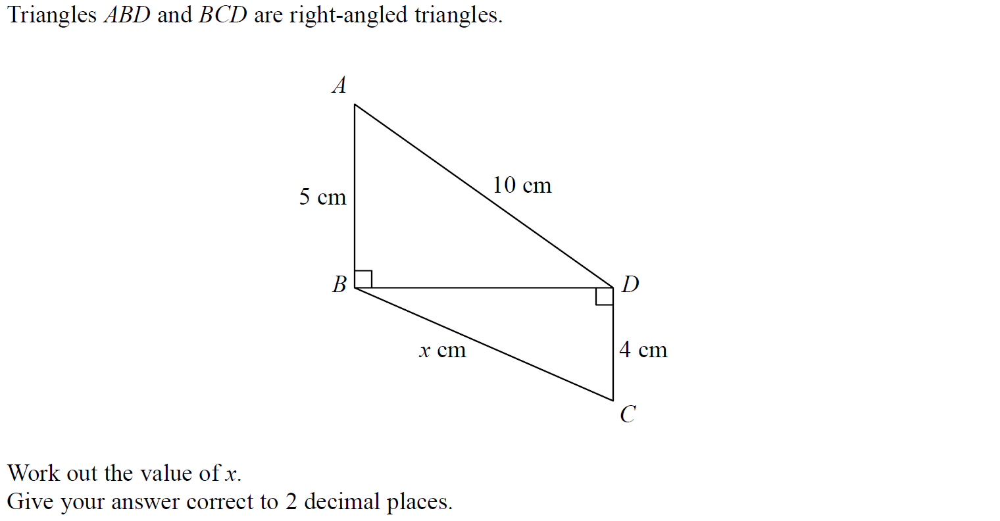 Triangles ABD and BCD are right-angled triangles.
A
10 cm
5 cm
B
D
x cm
4 cm
C
Work out the value of x.
Give your answer correct to 2 decimal places.